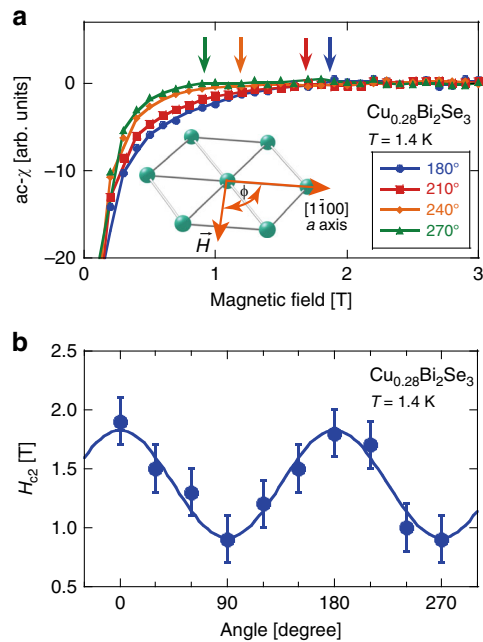 a
ac-χ [arb. units]
0
−10
−20
Cu0.28Bi2Se3
T = 1.4 K
180°
210°
240°
270°
ϕ
[11̄00]
a axis
H⃗
0
1
2
3
Magnetic field [T]
b
Hc2 [T]
2.5
2.0
1.5
1.0
0.5
Cu0.28Bi2Se3
T = 1.4 K
0
90
180
270
Angle [degree]